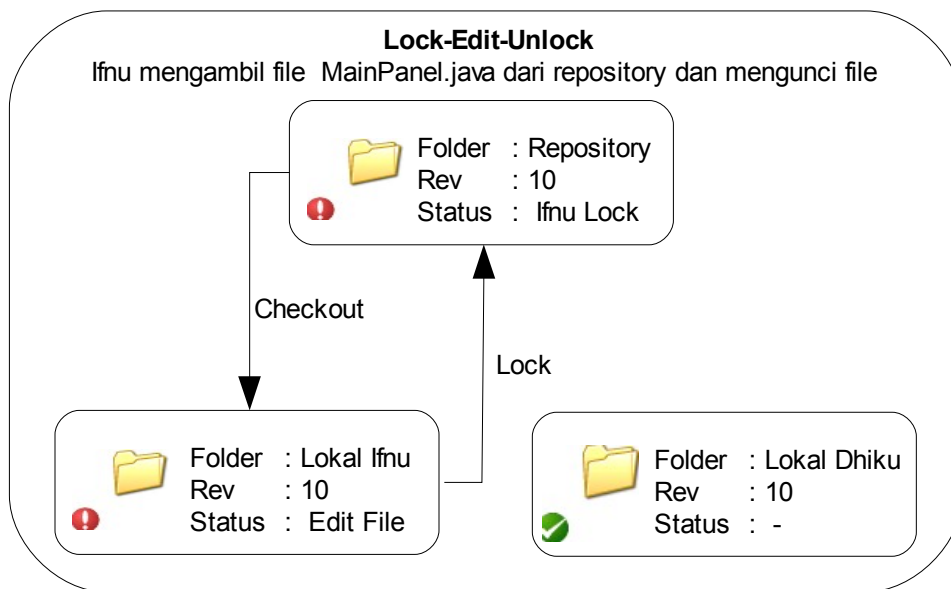 Lock-Edit-Unlock
Ifnu mengambil file MainPanel.java dari repository dan mengunci file
Folder : Repository
Rev : 10
Status : Ifnu Lock
Checkout
Lock
Folder : Lokal Ifnu
Rev : 10
Status : Edit File
Folder : Lokal Dhiku
Rev : 10
Status : -